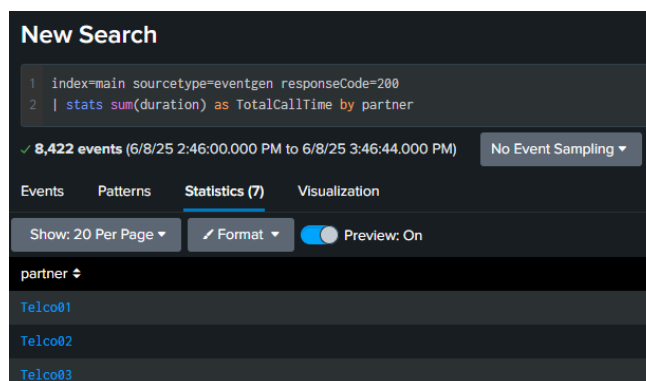 New Search
1 index=main sourcetype=eventgen responseCode=200
2 | stats sum(duration) as TotalCallTime by partner
✓ 8,422 events (6/8/25 2:46:00.000 PM to 6/8/25 3:46:44.000 PM) No Event Sampling
Events Patterns Statistics (7) Visualization
Show: 20 Per Page Format Preview: On
partner
Telco01
Telco02
Telco03